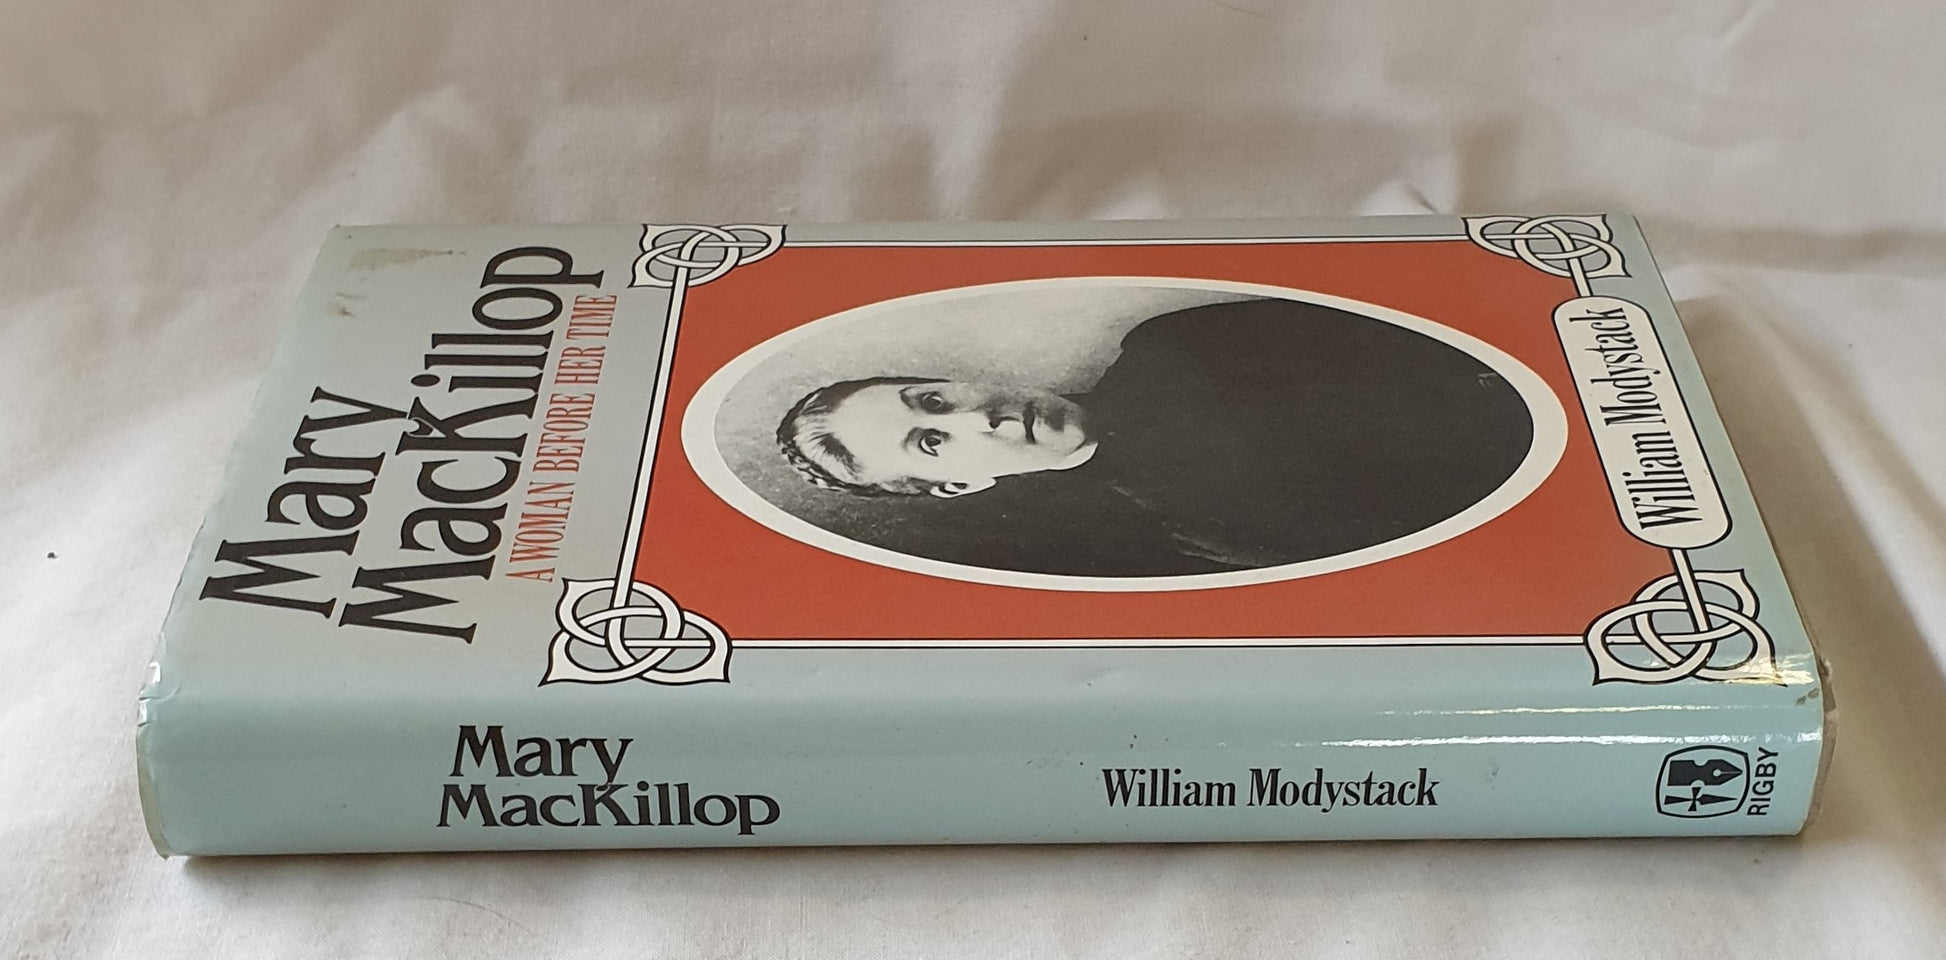 Mary
MacKillop
A WOMAN BEFORE HER TIME
William Modystack
Mary
MacKillop
William Modystack
RIGBY